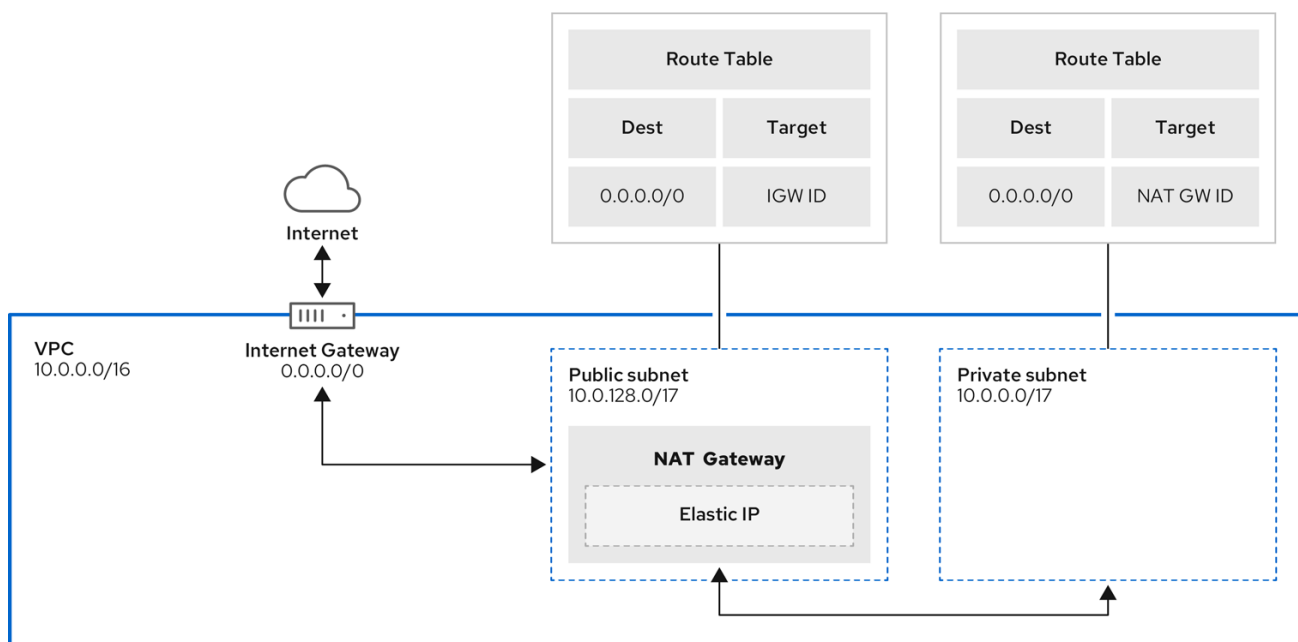 Route Table
Dest
Target
0.0.0.0/0
IGW ID
Route Table
Dest
Target
0.0.0.0/0
NAT GW ID
Internet
VPC
10.0.0.0/16
Internet Gateway
0.0.0.0/0
Public subnet
10.0.128.0/17
NAT Gateway
Elastic IP
Private subnet
10.0.0.0/17